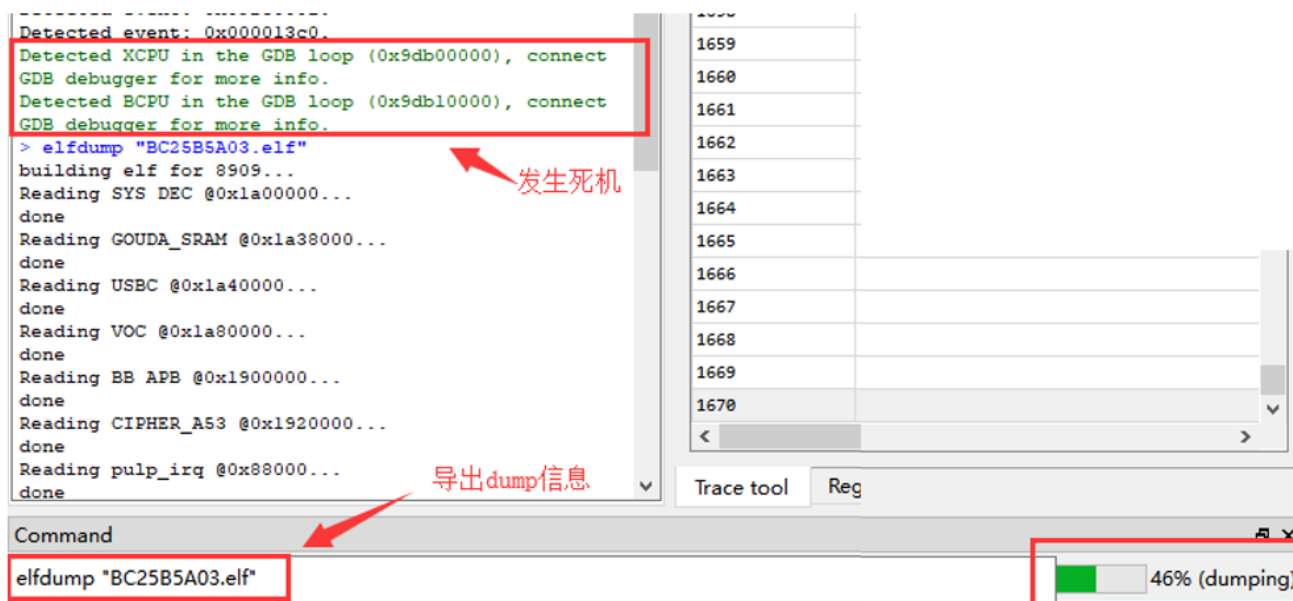 Detected event: 0x000013c0.
Detected XCPU in the GDB loop (0x9db00000), connect
GDB debugger for more info.
Detected BCPU in the GDB loop (0x9db10000), connect
GDB debugger for more info.
> elfdump "BC25B5A03.elf"
building elf for 8909...
发生死机
Reading SYS DEC @0x1a00000...
done
Reading GOUDA_SRAM @0x1a38000...
done
Reading USBC @0x1a40000...
done
Reading VOC @0x1a80000...
done
Reading BB APB @0x1900000...
done
Reading CIPHER_A53 @0x1920000...
done
Reading pulp_irq @0x88000...
done
导出dump信息
1659
1660
1661
1662
1663
1664
1665
1666
1667
1668
1669
1670
Trace tool
Reg
Command
elfdump "BC25B5A03.elf"
46% (dumping)